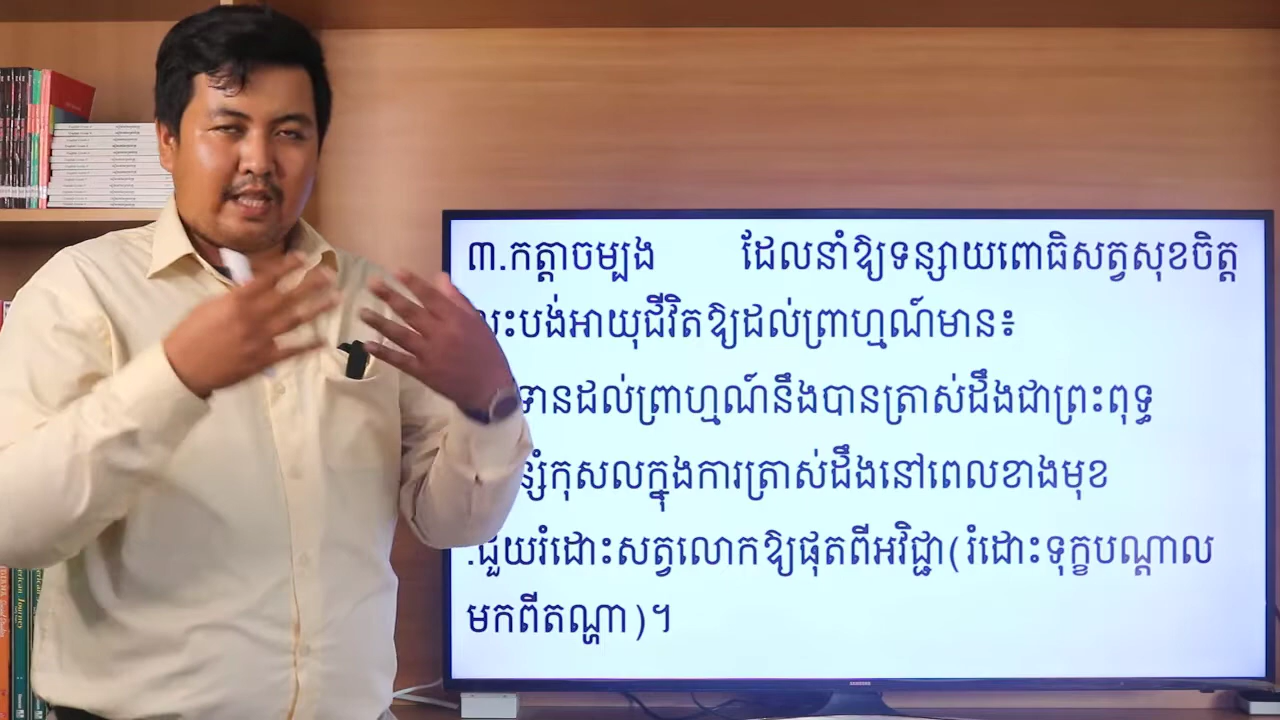 ៣.កត្តាចម្បង ដែលនាំឱ្យទន្សាយពោធិសត្វសុខចិត្ត
លះបង់អាយុជីវិតឱ្យដល់ព្រាហ្មណ៍មាន៖
ទានដល់ព្រាហ្មណ៍នឹងបានត្រាស់ដឹងជាព្រះពុទ្ធ
ន្សំកុសលក្នុងការត្រាស់ដឹងនៅពេលខាងមុខ
.ជួយរំដោះសត្វលោកឱ្យផុតពីអវិជ្ជា(រំដោះទុក្ខបណ្តាល
មកពីតណ្ហា)។
SAMSUNG